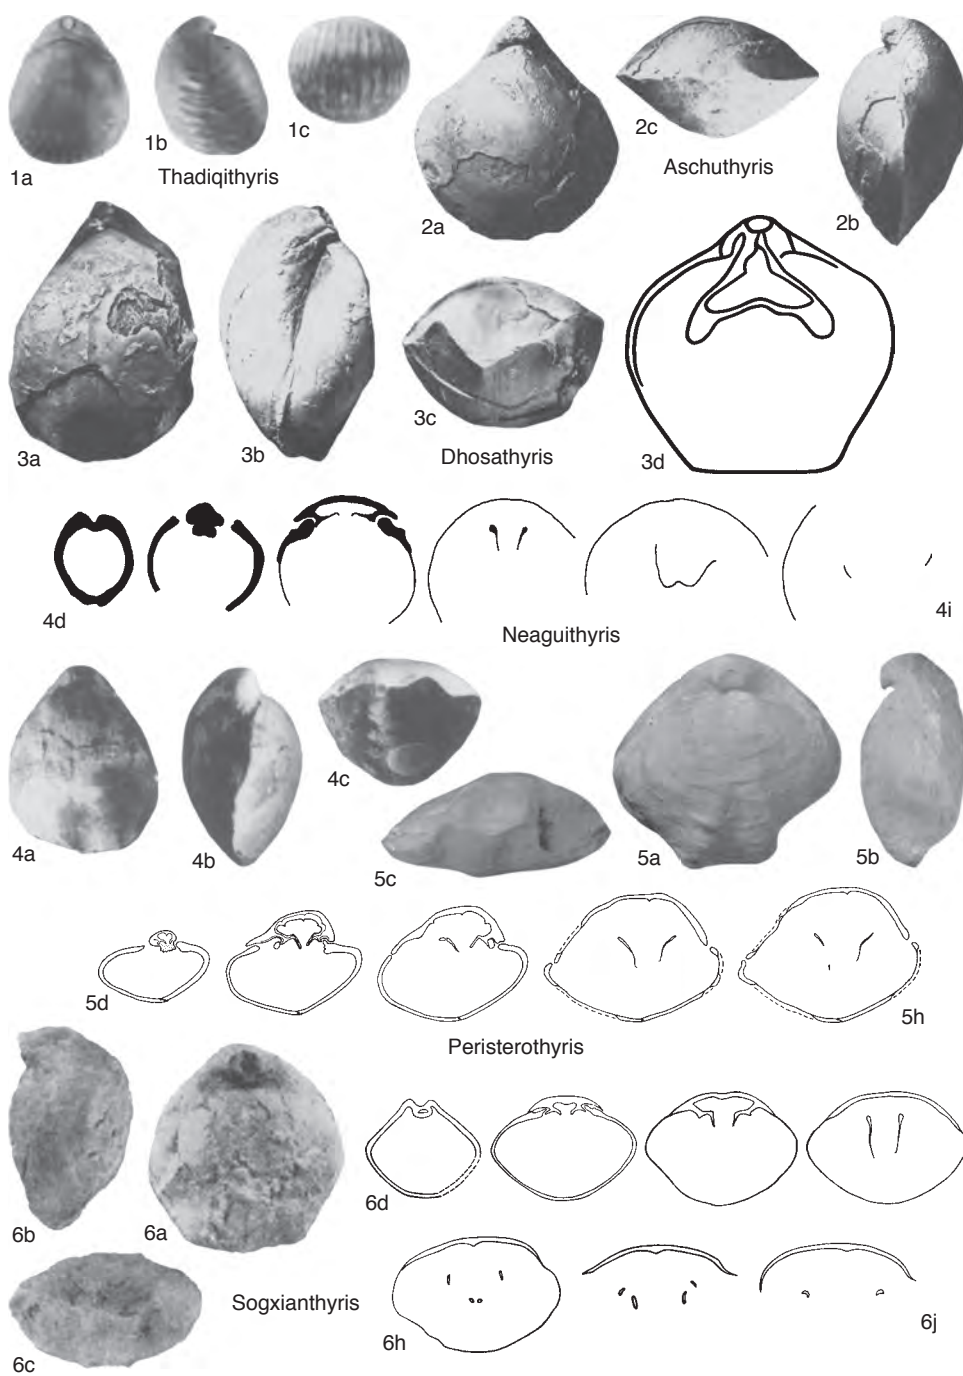 1a
1b
1c
Thadiqithyris
2a
2c
Aschuthyris
2b
3a
3b
3c
Dhosathyris
3d
4d
4i
Neaguithyris
4a
4b
4c
5c
5a
5b
5d
5h
Peristerothyris
6b
6a
6d
6c
Sogxianthyris
6h
6j